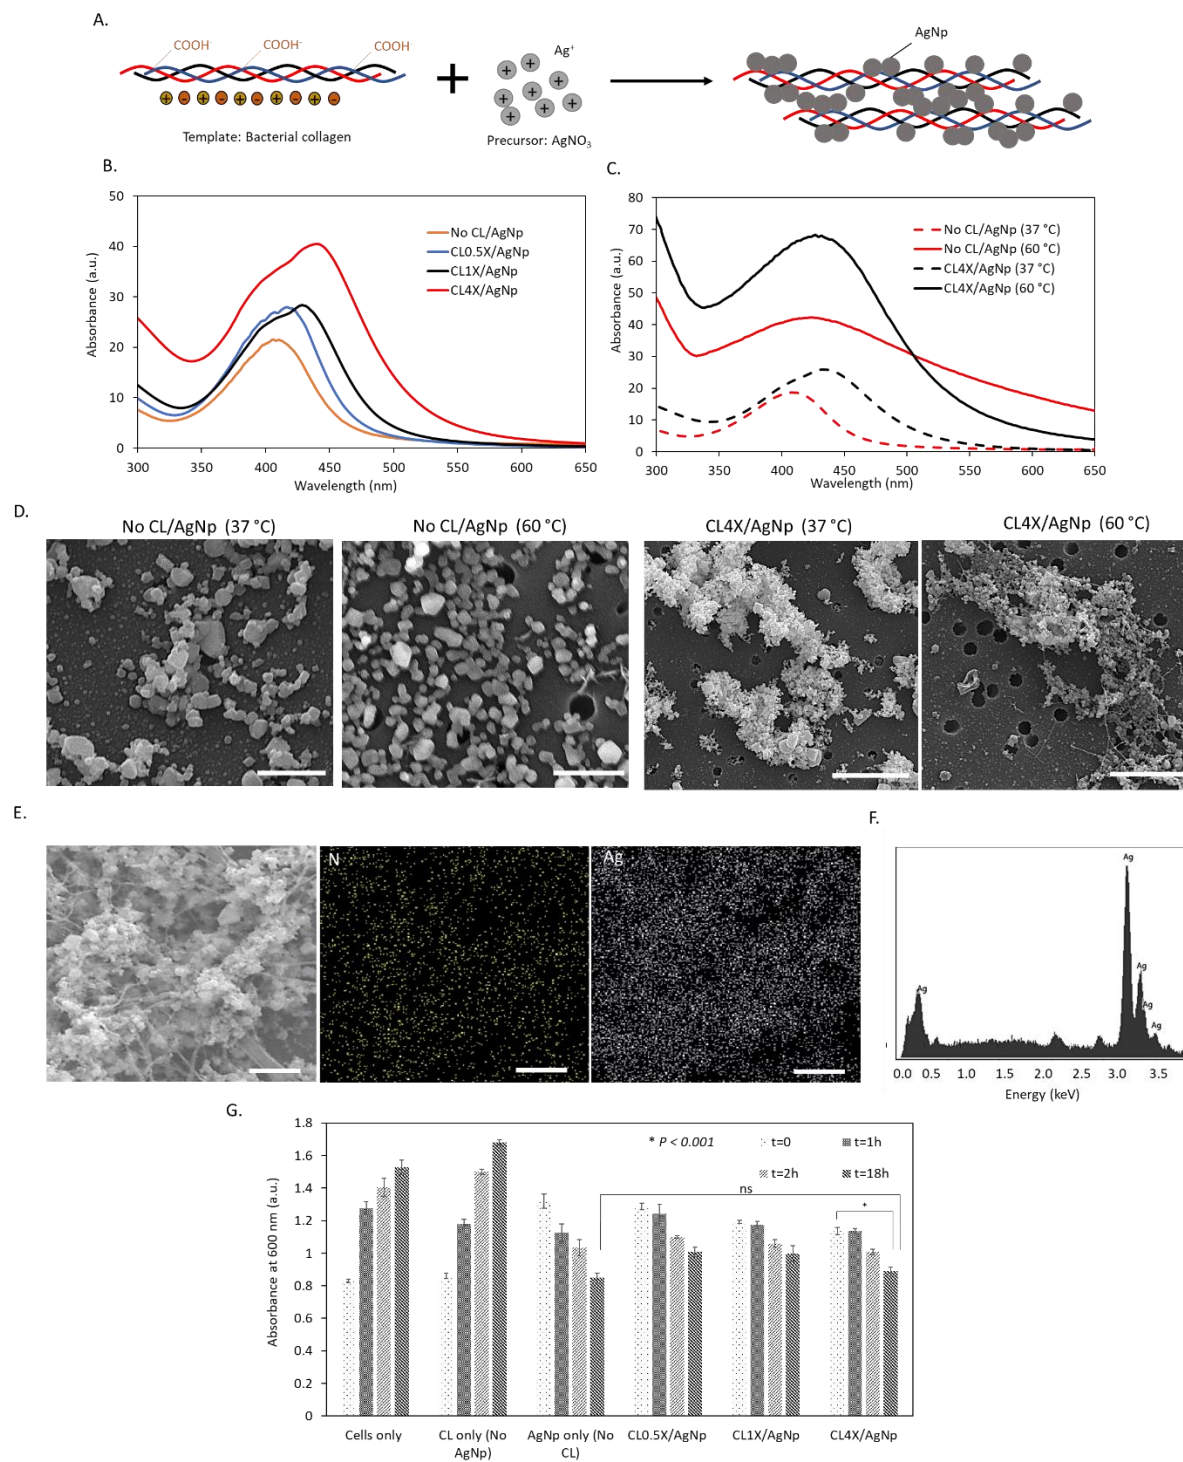 A.
COOH⁻
COOH⁻
COOH
AgNp
Ag⁺
Template: Bacterial collagen
Precursor: AgNO₃
B.
50
40
30
20
10
0
300 350 400 450 500 550 600 650
Absorbance (a.u.)
Wavelength (nm)
No CL/AgNp
CL0.5X/AgNp
CL1X/AgNp
CL4X/AgNp
C.
80
70
60
50
40
30
20
10
0
300 350 400 450 500 550 600 650
Absorbance (a.u.)
Wavelength (nm)
No CL/AgNp (37 °C)
No CL/AgNp (60 °C)
CL4X/AgNp (37 °C)
CL4X/AgNp (60 °C)
D.
No CL/AgNp (37 °C)
No CL/AgNp (60 °C)
CL4X/AgNp (37 °C)
CL4X/AgNp (60 °C)
E.
N
Ag
F.
Ag
Ag
Ag
Ag
Ag
0.0 0.5 1.0 1.5 2.0 2.5 3.0 3.5
Energy (keV)
G.
1.8
1.6
1.4
1.2
1
0.8
0.6
0.4
0.2
0
Absorbance at 600 nm (a.u.)
* P < 0.001
t=0
t=1h
t=2h
t=18h
ns
*
Cells only
CL only (No AgNp)
AgNp only (No CL)
CL0.5X/AgNp
CL1X/AgNp
CL4X/AgNp